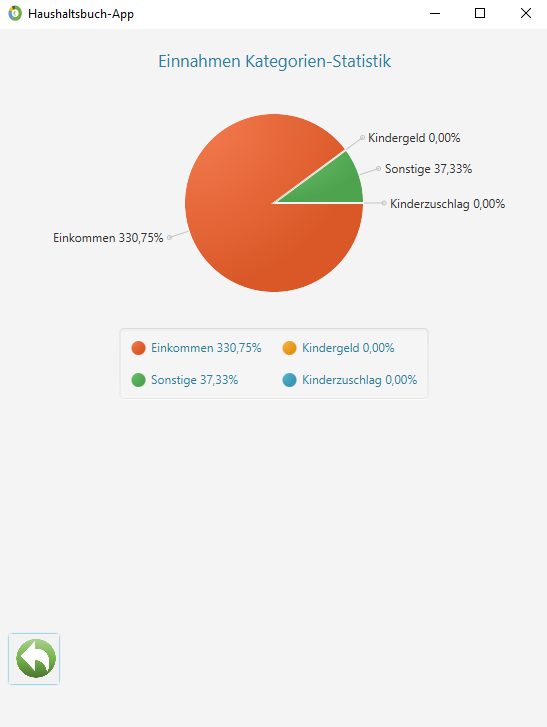 Haushaltsbuch-App
Einnahmen Kategorien-Statistik
Kindergeld 0,00%
Sonstige 37,33%
Kinderzuschlag 0,00%
Einkommen 330,75%
Einkommen 330,75%
Kindergeld 0,00%
Sonstige 37,33%
Kinderzuschlag 0,00%